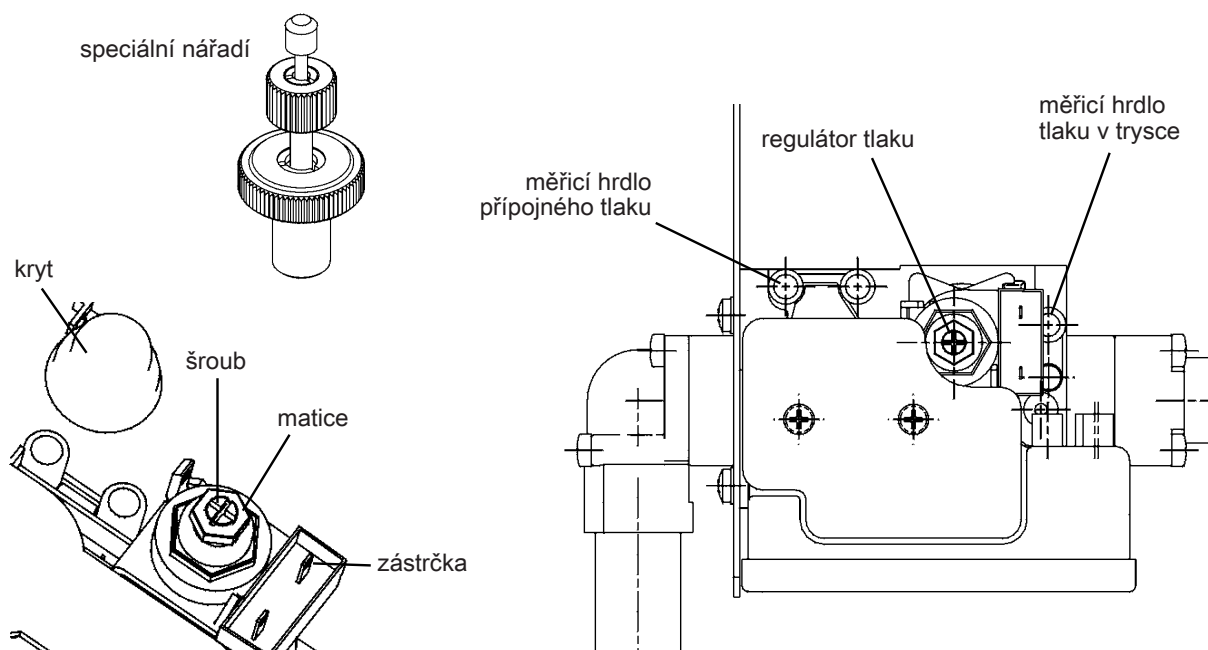 speciální nářadí
kryt
šroub
matice
zástrčka
měřicí hrdlo
přípojného tlaku
regulátor tlaku
měřicí hrdlo
tlaku v trysce